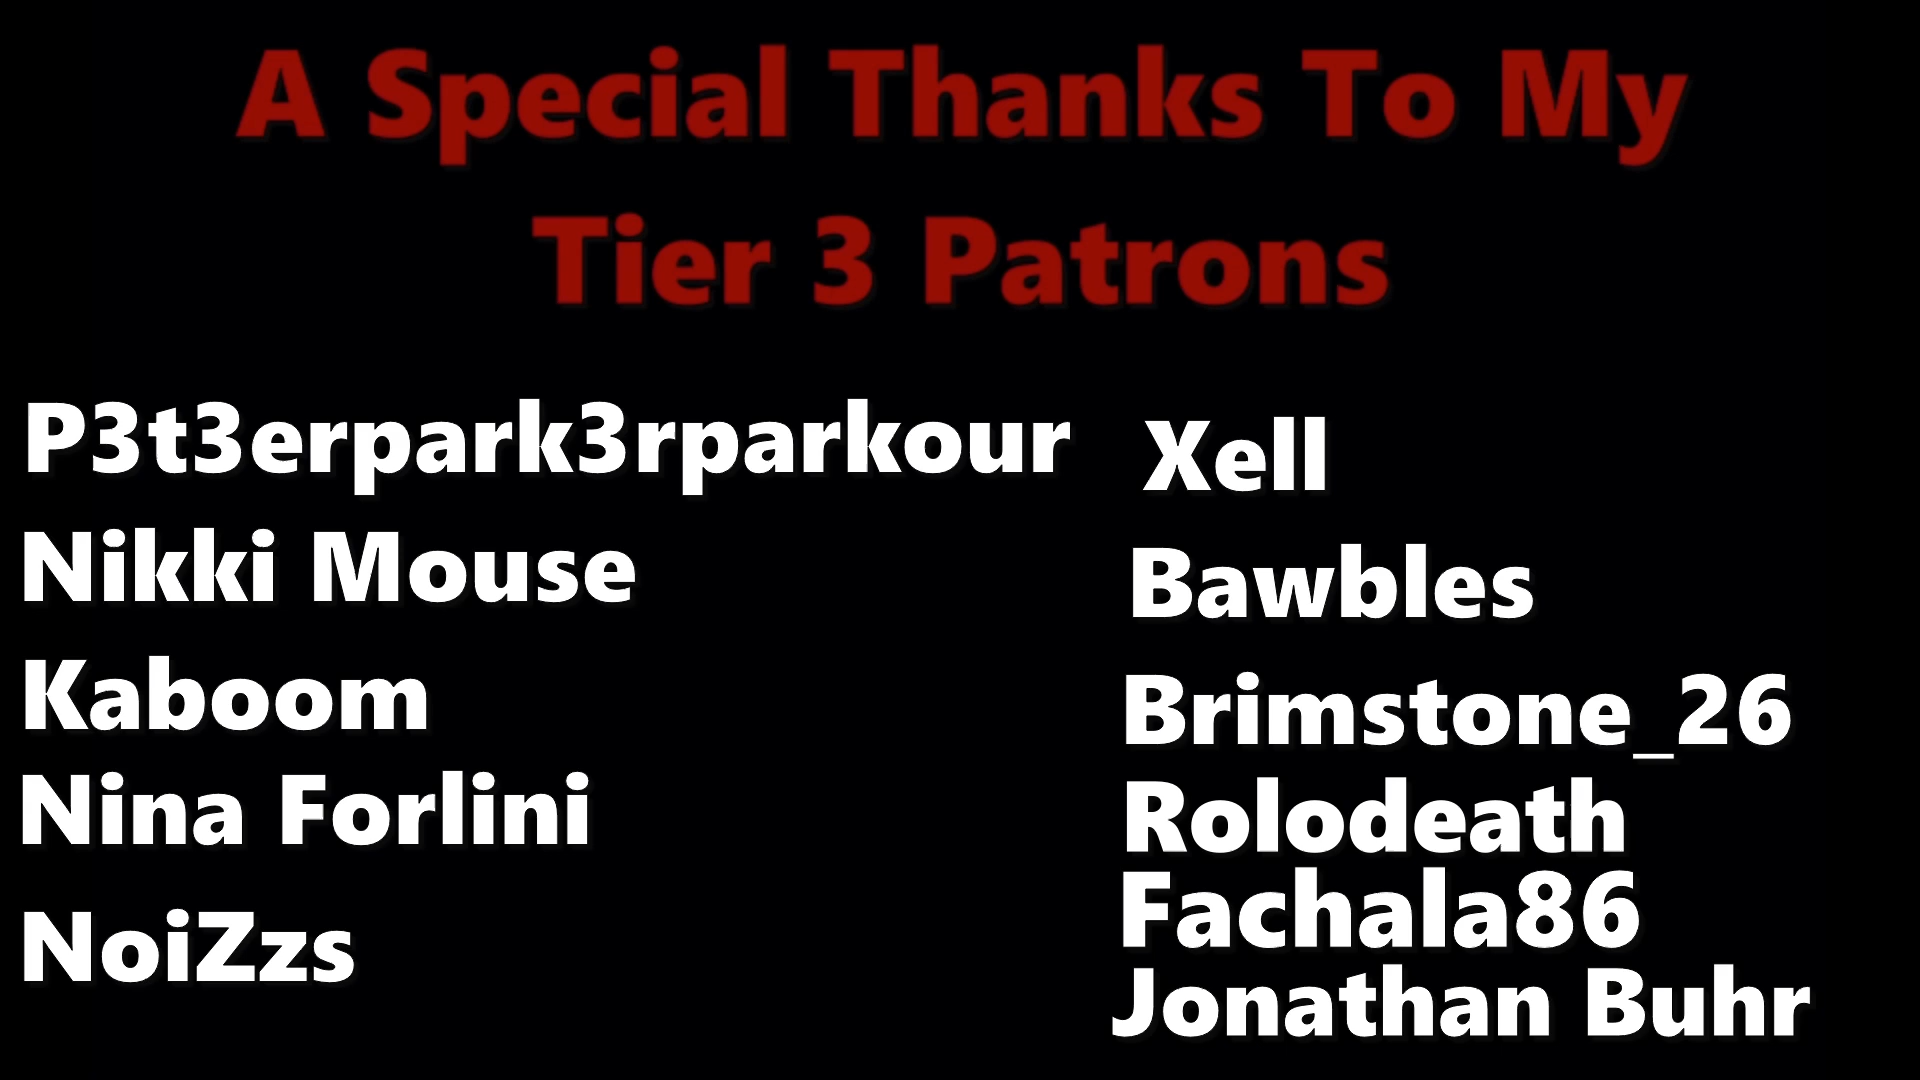 A Special Thanks To My
Tier 3 Patrons
P3t3erpark3rparkour
Nikki Mouse
Kaboom
Nina Forlini
NoiZzs
Xell
Bawbles
Brimstone_26
Rolodeath
Fachala86
Jonathan Buhr